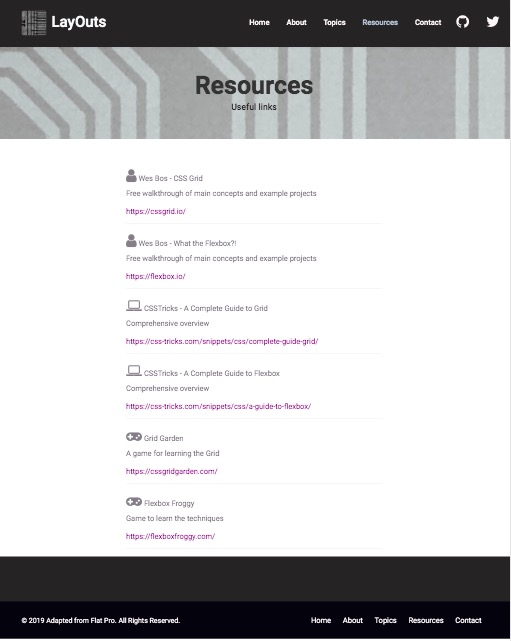 LayOuts
Home About Topics Resources Contact
Resources
Useful links
Wes Bos - CSS Grid
Free walkthrough of main concepts and example projects
https://cssgrid.io/
Wes Bos - What the Flexbox?!
Free walkthrough of main concepts and example projects
https://flexbox.io/
CSSTricks - A Complete Guide to Grid
Comprehensive overview
https://css-tricks.com/snippets/css/complete-guide-grid/
CSSTricks - A Complete Guide to Flexbox
Comprehensive overview
https://css-tricks.com/snippets/css/a-guide-to-flexbox/
Grid Garden
A game for learning the Grid
https://cssgridgarden.com/
Flexbox Froggy
Game to learn the techniques
https://flexboxfroggy.com/
© 2019 Adapted from Flat Pro. All Rights Reserved. Home About Topics Resources Contact